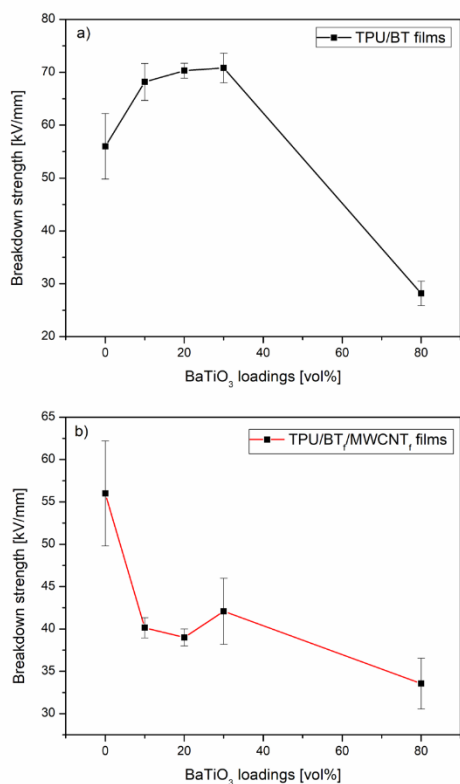 a)
TPU/BT films
80
70
60
50
40
30
20
Breakdown strength [kV/mm]
0 20 40 60 80
BaTiO₃ loadings [vol%]
b)
TPU/BT_f/MWCNT_f films
65
60
55
50
45
40
35
30
Breakdown strength [kV/mm]
0 20 40 60 80
BaTiO₃ loadings [vol%]